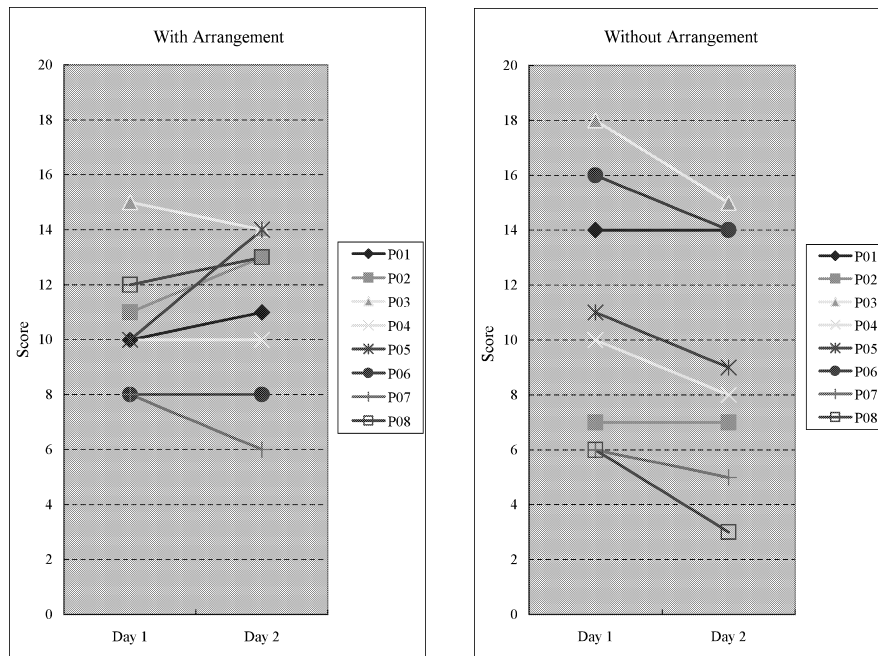 With Arrangement
20
18
16
14
12
10
8
6
4
2
0
Score
Day 1 Day 2
P01
P02
P03
P04
P05
P06
P07
P08
Without Arrangement
20
18
16
14
12
10
8
6
4
2
0
Score
Day 1 Day 2
P01
P02
P03
P04
P05
P06
P07
P08